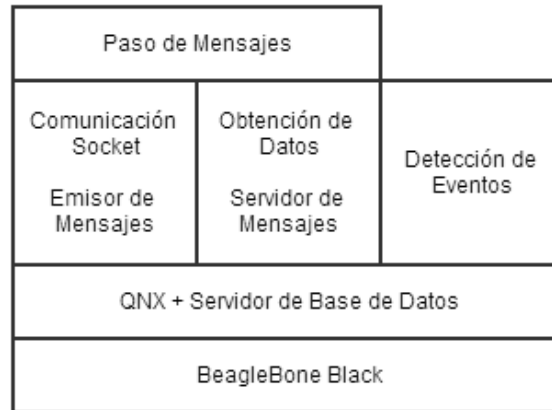 Paso de Mensajes
Comunicación
Socket
Emisor de
Mensajes
Obtención de
Datos
Servidor de
Mensajes
Detección de
Eventos
QNX + Servidor de Base de Datos
BeagleBone Black